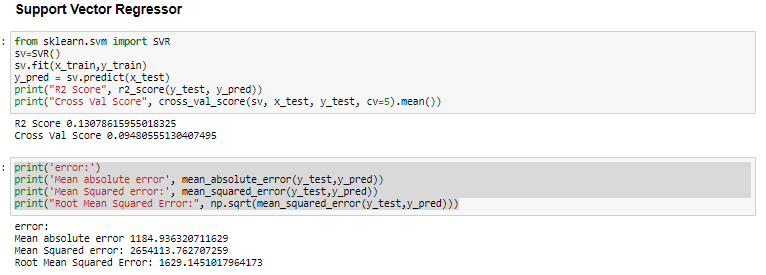 Support Vector Regressor
: from sklearn.svm import SVR
sv=SVR()
sv.fit(x_train,y_train)
y_pred = sv.predict(x_test)
print("R2 Score", r2_score(y_test, y_pred))
print("Cross Val Score", cross_val_score(sv, x_test, y_test, cv=5).mean())
R2 Score 0.13078615955018325
Cross Val Score 0.09480555130407495
: print('error:')
print('Mean absolute error', mean_absolute_error(y_test,y_pred))
print('Mean Squared error:', mean_squared_error(y_test,y_pred))
print("Root Mean Squared Error:", np.sqrt(mean_squared_error(y_test,y_pred)))
error:
Mean absolute error 1184.936320711629
Mean Squared error: 2654113.762707259
Root Mean Squared Error: 1629.1451017964173